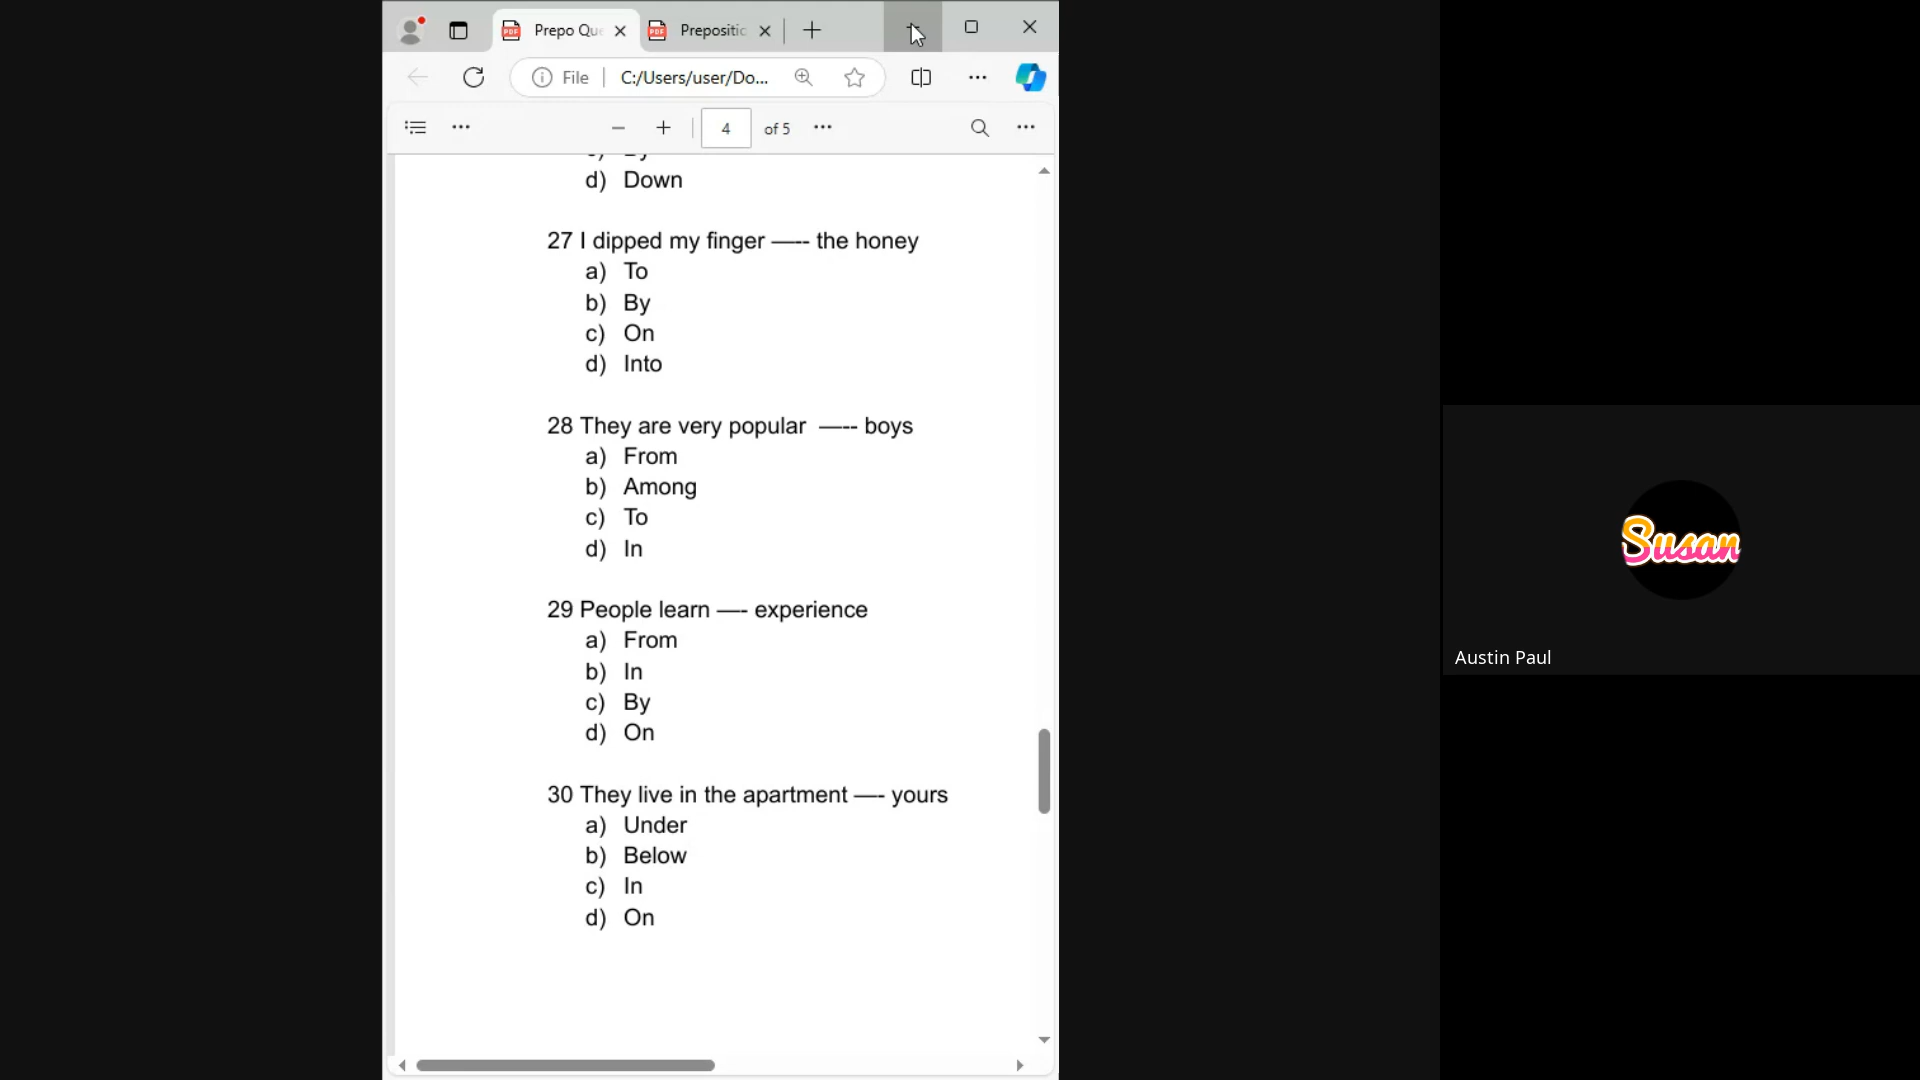 Prepo Que
Prepositic
File
C:/Users/user/Do...
4 of 5
d) Down
27 I dipped my finger —-- the honey
a) To
b) By
c) On
d) Into
28 They are very popular —-- boys
a) From
b) Among
c) To
d) In
29 People learn —- experience
a) From
b) In
c) By
d) On
30 They live in the apartment —- yours
a) Under
b) Below
c) In
d) On
Susan
Austin Paul